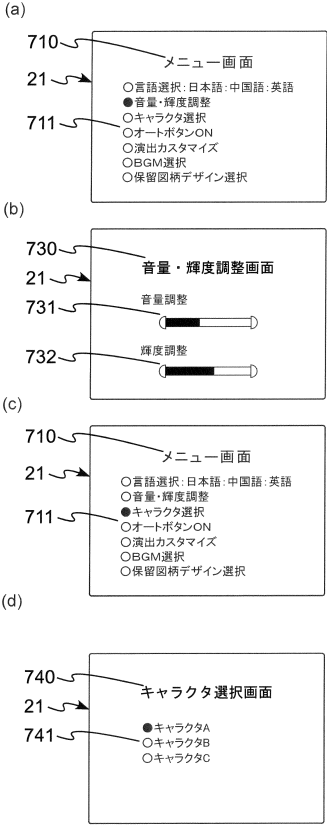 (a)
710
メニュー画面
21
○言語選択：日本語：中国語：英語
●音量・輝度調整
○キャラクタ選択
711
○オートボタンON
○演出カスタマイズ
○BGM選択
○保留図柄デザイン選択
(b)
730
音量・輝度調整画面
21
731
音量調整
732
輝度調整
(c)
710
メニュー画面
21
○言語選択：日本語：中国語：英語
○音量・輝度調整
●キャラクタ選択
711
○オートボタンON
○演出カスタマイズ
○BGM選択
○保留図柄デザイン選択
(d)
740
キャラクタ選択画面
21
●キャラクタA
741
○キャラクタB
○キャラクタC